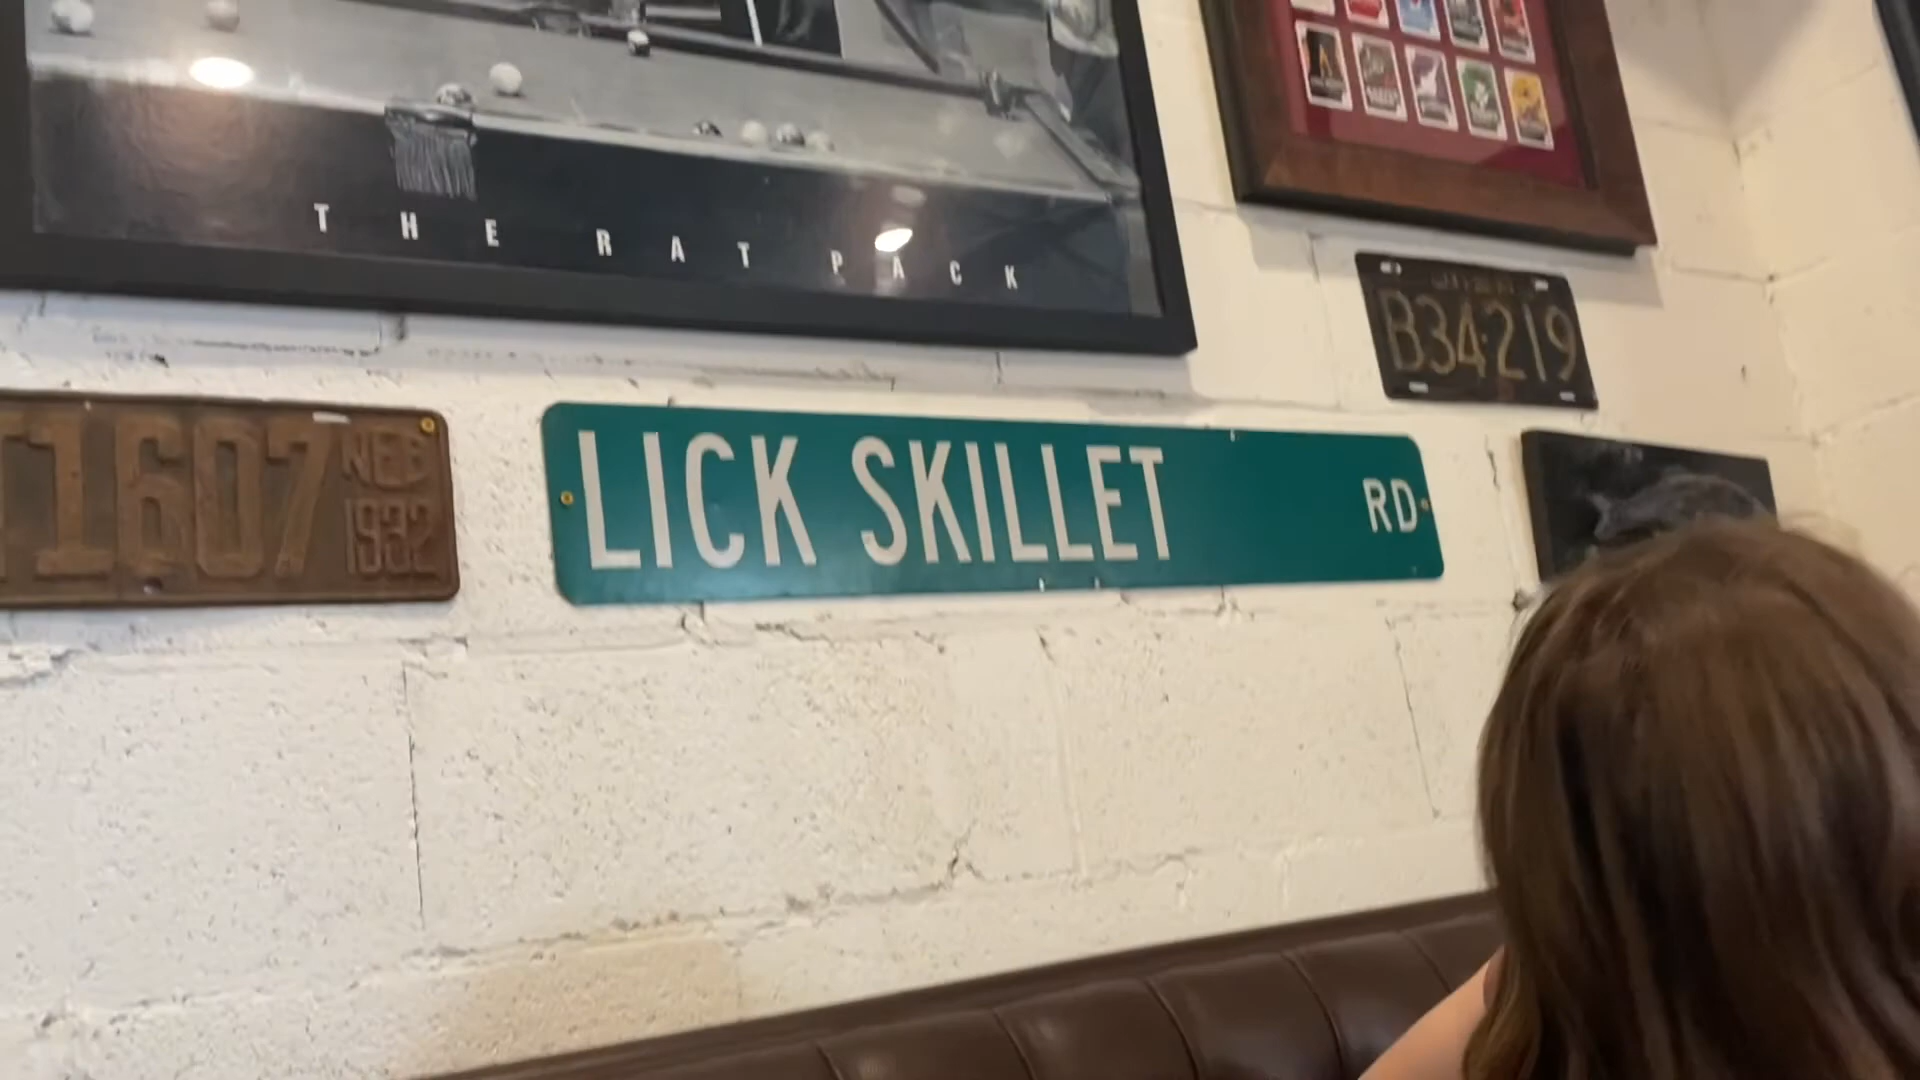 THE RAT PACK
B34·219
1607 NEB
1932
LICK SKILLET RD